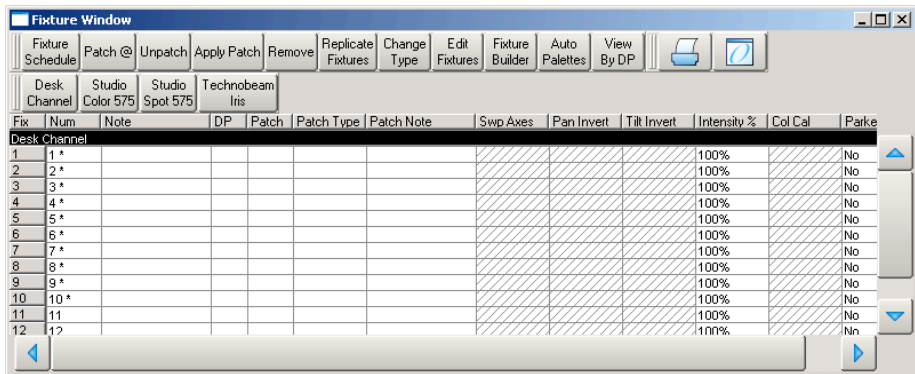 Fixture Window
Fixture Schedule Patch @ Unpatch Apply Patch Remove Replicate Fixtures Change Type Edit Fixtures Fixture Builder Auto Palettes View By DP
Desk Channel Studio Color 575 Studio Spot 575 Technobeam Iris
Fix Num Note DP Patch Patch Type Patch Note Swp Axes Pan Invert Tilt Invert Intensity % Col Cal Parke
Desk Channel
1 1 * 100% No
2 2 * 100% No
3 3 * 100% No
4 4 * 100% No
5 5 * 100% No
6 6 * 100% No
7 7 * 100% No
8 8 * 100% No
9 9 * 100% No
10 10 * 100% No
11 11 100% No
12 12 100% No